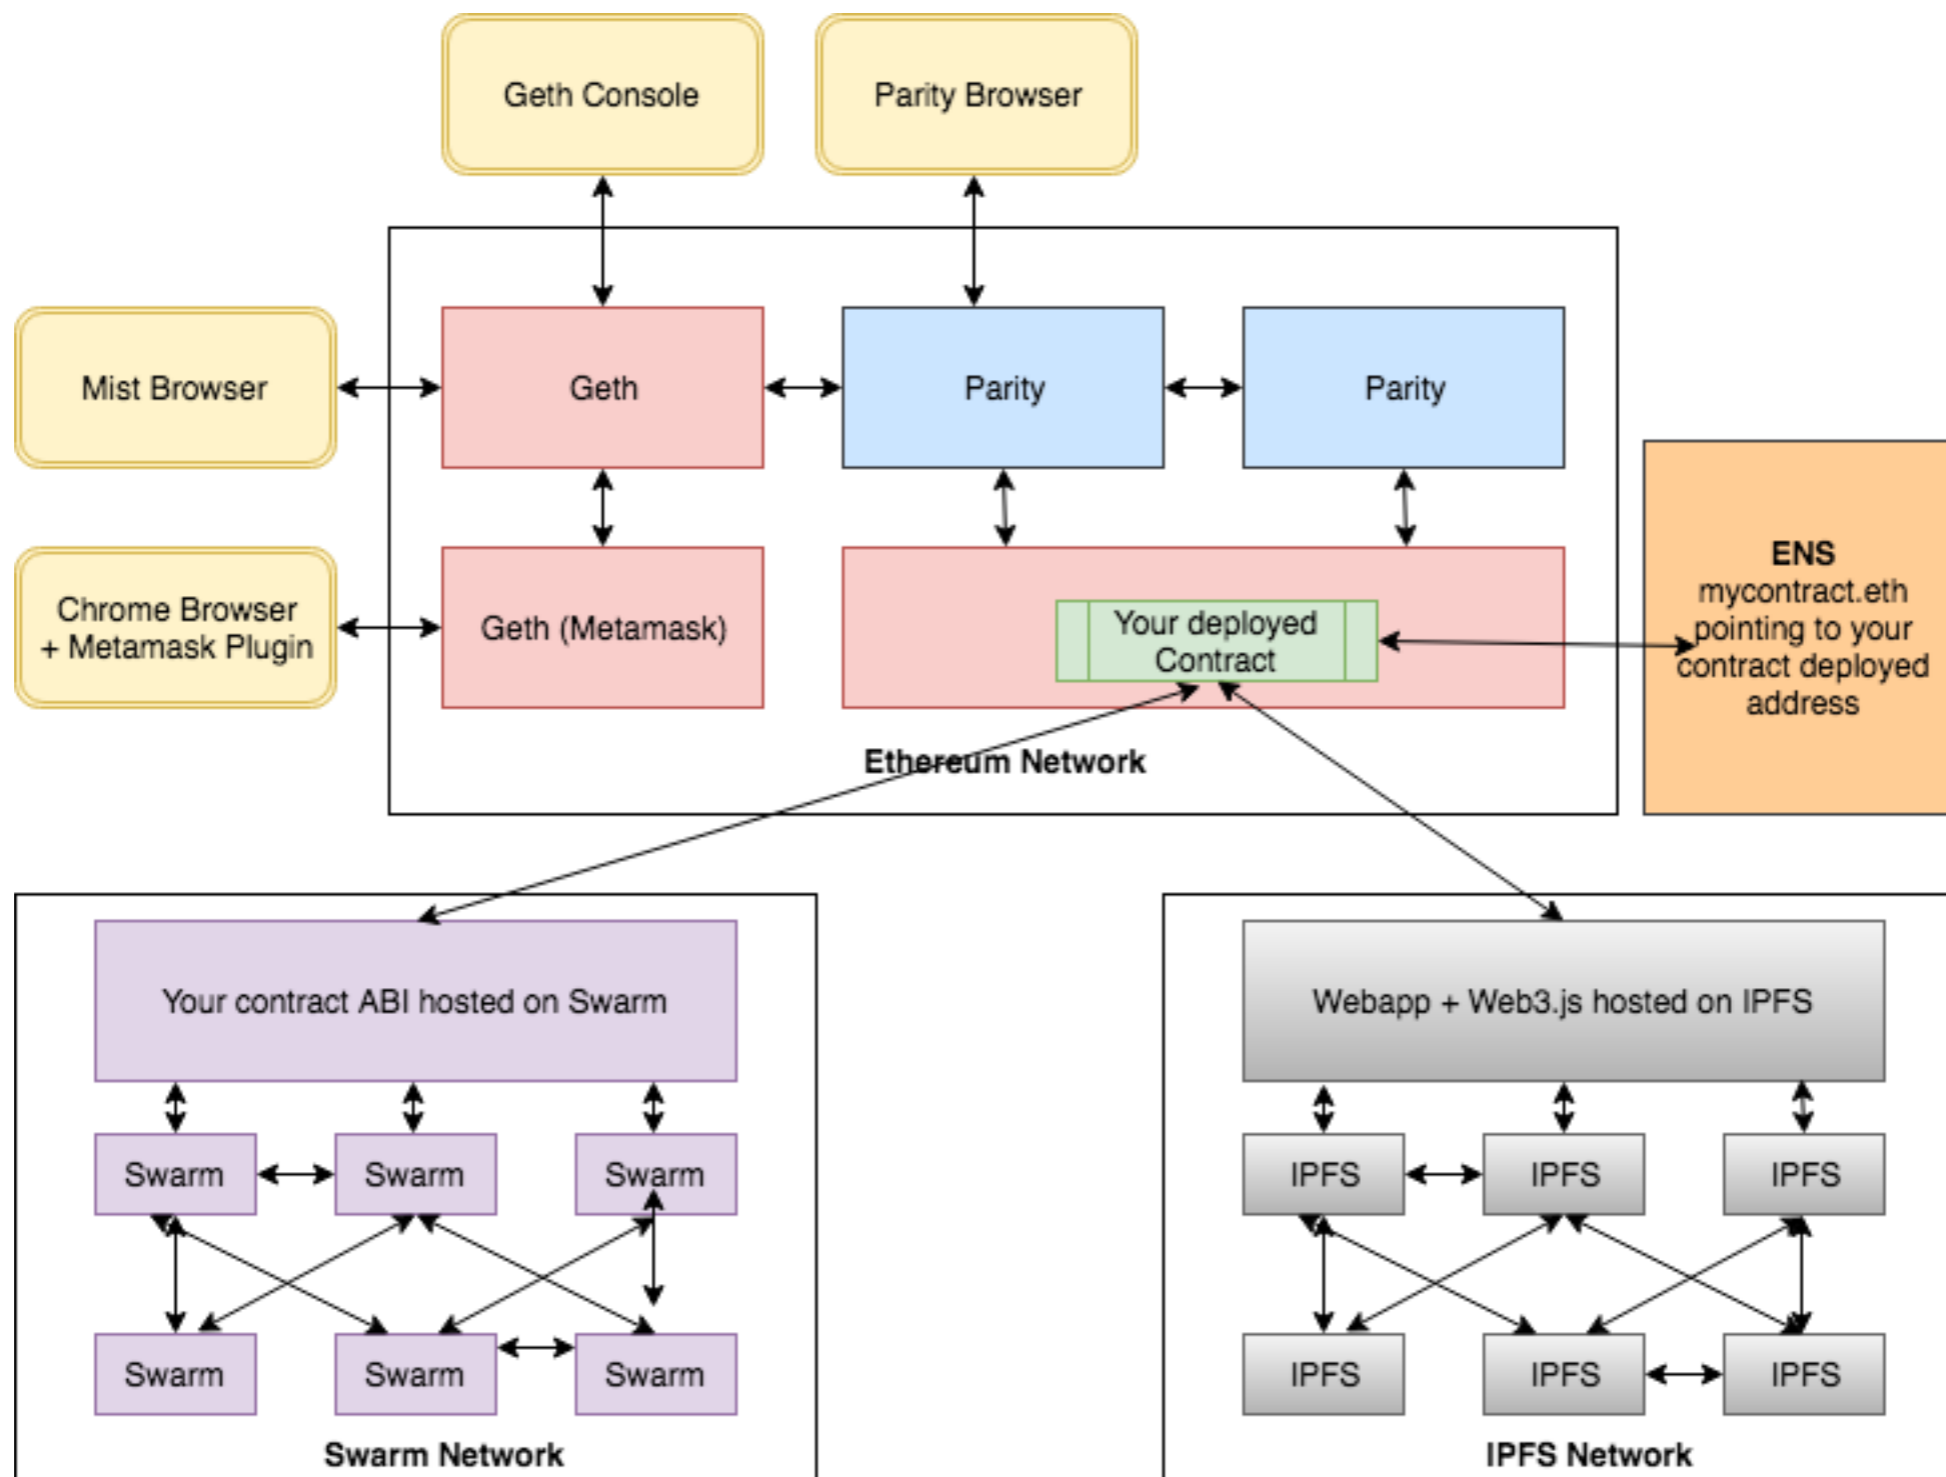 Geth Console
Parity Browser
Mist Browser
Geth
Parity
Parity
Chrome Browser
+ Metamask Plugin
Geth (Metamask)
Your deployed
Contract
ENS
mycontract.eth
pointing to your
contract deployed
address
Ethereum Network
Your contract ABI hosted on Swarm
Webapp + Web3.js hosted on IPFS
Swarm
Swarm
Swarm
IPFS
IPFS
IPFS
Swarm
Swarm
Swarm
IPFS
IPFS
IPFS
Swarm Network
IPFS Network